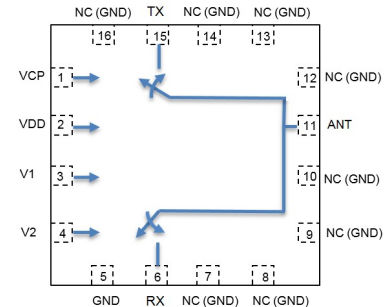 NC (GND) TX NC (GND) NC (GND)
16 15 14 13
VCP 1 12 NC (GND)
VDD 2 11 ANT
V1 3 10 NC (GND)
V2 4 9 NC (GND)
5 6 7 8
GND RX NC (GND) NC (GND)